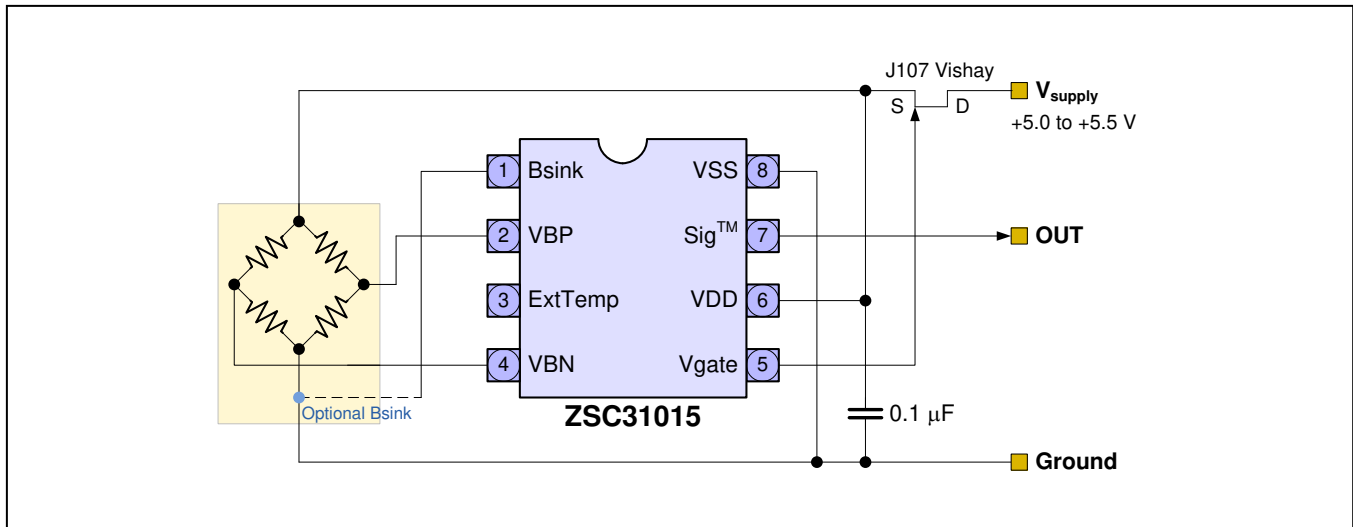 J107 Vishay
S
D
V_supply
+5.0 to +5.5 V
1
Bsink
VSS
8
2
VBP
Sig™
7
OUT
3
ExtTemp
VDD
6
4
VBN
Vgate
5
Optional Bsink
ZSC31015
0.1 μF
Ground